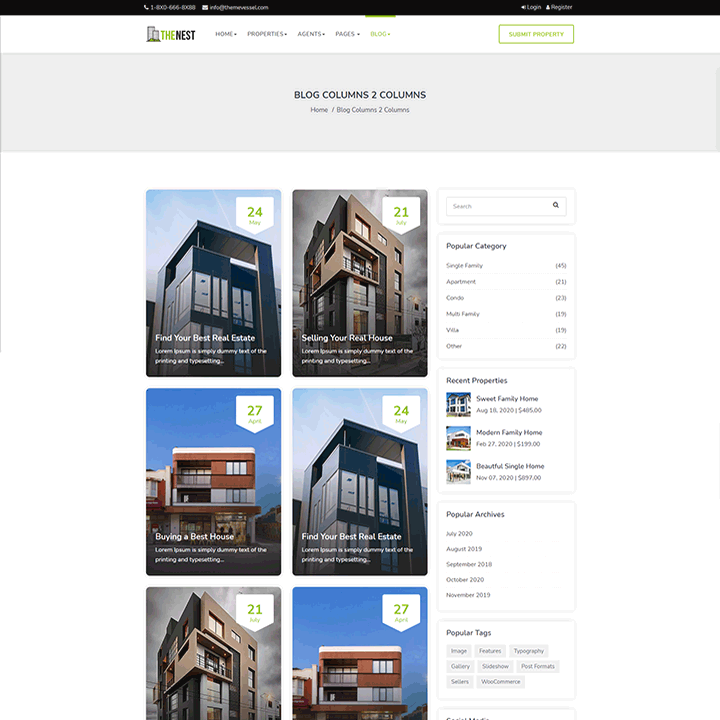 1-8X0-666-8X88 info@themevessel.com Login Register
THENEST HOME PROPERTIES AGENTS PAGES BLOG SUBMIT PROPERTY
BLOG COLUMNS 2 COLUMNS
Home / Blog Columns 2 Columns
24
May
Find Your Best Real Estate
Lorem Ipsum is simply dummy text of the
printing and typesetting...
21
July
Selling Your Real House
Lorem Ipsum is simply dummy text of the
printing and typesetting...
27
April
Buying a Best House
Lorem Ipsum is simply dummy text of the
printing and typesetting...
24
May
Find Your Best Real Estate
Lorem Ipsum is simply dummy text of the
printing and typesetting...
21
July
27
April
Search
Popular Category
Single Family (45)
Apartment (21)
Condo (23)
Multi Family (19)
Villa (19)
Other (22)
Recent Properties
Sweet Family Home
Aug 18, 2020 | $485.00
Modern Family Home
Feb 27, 2020 | $199.00
Beautful Single Home
Nov 07, 2020 | $897.00
Popular Archives
July 2020
August 2019
September 2018
October 2020
November 2019
Popular Tags
Image Features Typography
Gallery Slideshow Post Formats
Sellers WooCommerce
Social Media